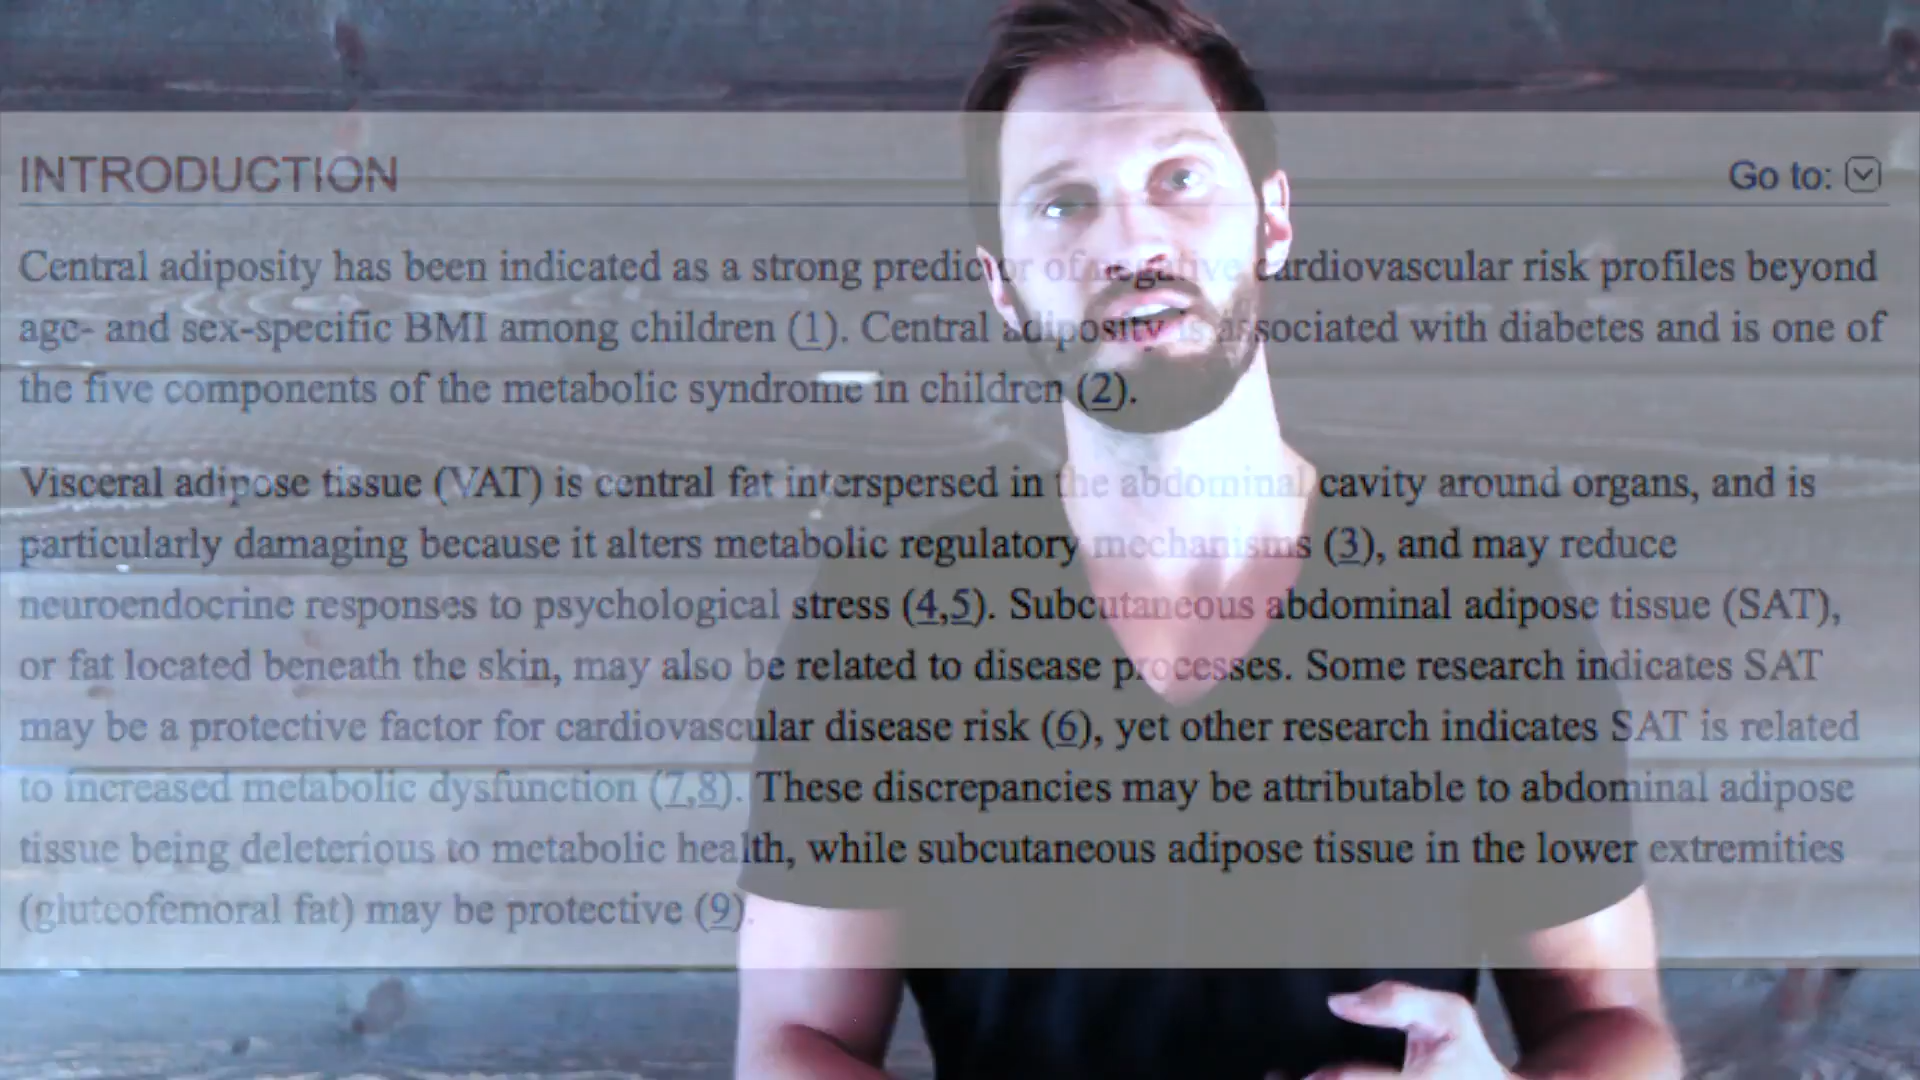 INTRODUCTION
Go to:
Central adiposity has been indicated as a strong predictor of negative cardiovascular risk profiles beyond
age- and sex-specific BMI among children (1). Central adiposity is associated with diabetes and is one of
the five components of the metabolic syndrome in children (2).
Visceral adipose tissue (VAT) is central fat interspersed in the abdominal cavity around organs, and is
particularly damaging because it alters metabolic regulatory mechanisms (3), and may reduce
neuroendocrine responses to psychological stress (4,5). Subcutaneous abdominal adipose tissue (SAT),
or fat located beneath the skin, may also be related to disease processes. Some research indicates SAT
may be a protective factor for cardiovascular disease risk (6), yet other research indicates SAT is related
to increased metabolic dysfunction (7,8). These discrepancies may be attributable to abdominal adipose
tissue being deleterious to metabolic health, while subcutaneous adipose tissue in the lower extremities
(gluteofemoral fat) may be protective (9).